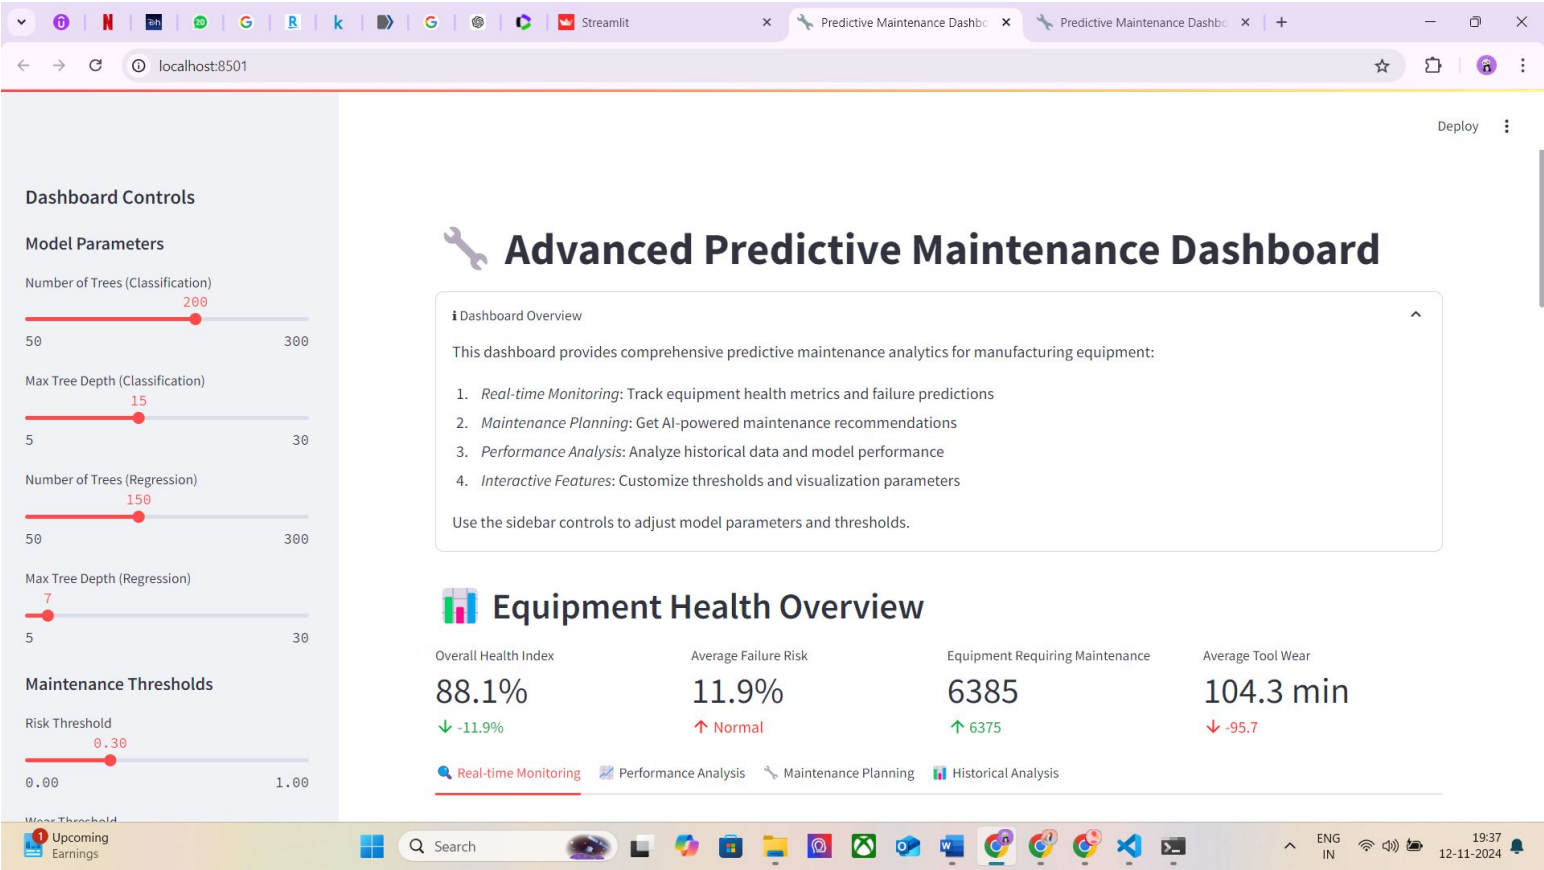 Streamlit
Predictive Maintenance Dashbo
Predictive Maintenance Dashbo
localhost:8501
Deploy
Dashboard Controls
Model Parameters
Number of Trees (Classification)
200
50 300
Max Tree Depth (Classification)
15
5 30
Number of Trees (Regression)
150
50 300
Max Tree Depth (Regression)
7
5 30
Maintenance Thresholds
Risk Threshold
0.30
0.00 1.00
Wear Threshold
Advanced Predictive Maintenance Dashboard
Dashboard Overview
This dashboard provides comprehensive predictive maintenance analytics for manufacturing equipment:
1. Real-time Monitoring: Track equipment health metrics and failure predictions
2. Maintenance Planning: Get AI-powered maintenance recommendations
3. Performance Analysis: Analyze historical data and model performance
4. Interactive Features: Customize thresholds and visualization parameters
Use the sidebar controls to adjust model parameters and thresholds.
Equipment Health Overview
Overall Health Index
88.1%
-11.9%
Average Failure Risk
11.9%
Normal
Equipment Requiring Maintenance
6385
6375
Average Tool Wear
104.3 min
-95.7
Real-time Monitoring Performance Analysis Maintenance Planning Historical Analysis
1
Upcoming
Earnings
Search
ENG
IN
19:37
12-11-2024